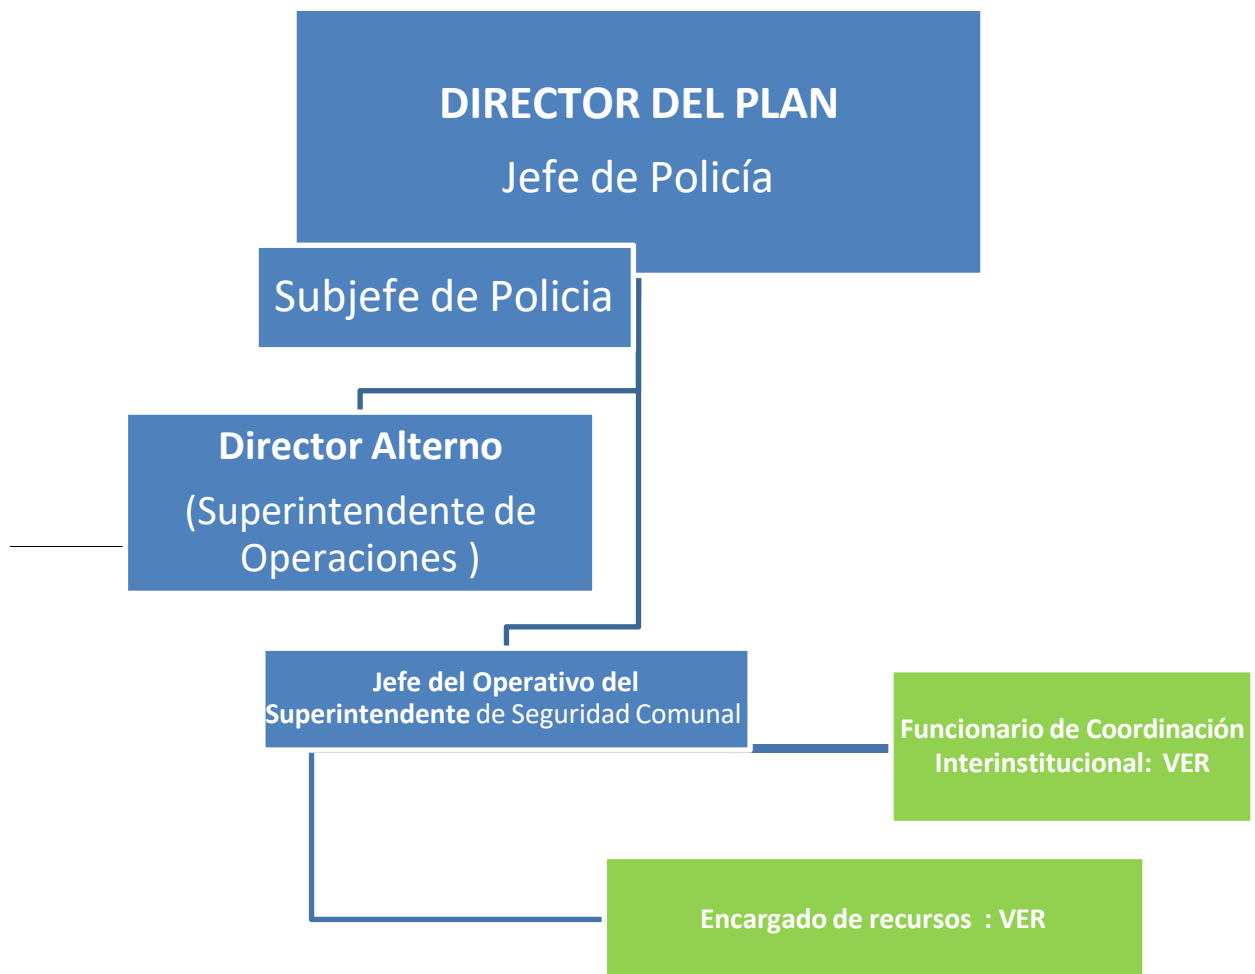 DIRECTOR DEL PLAN
Jefe de Policía
Subjefe de Policia
Director Alterno
(Superintendente de
Operaciones )
Jefe del Operativo del
Superintendente de Seguridad Comunal
Funcionario de Coordinación
Interinstitucional: VER
Encargado de recursos : VER